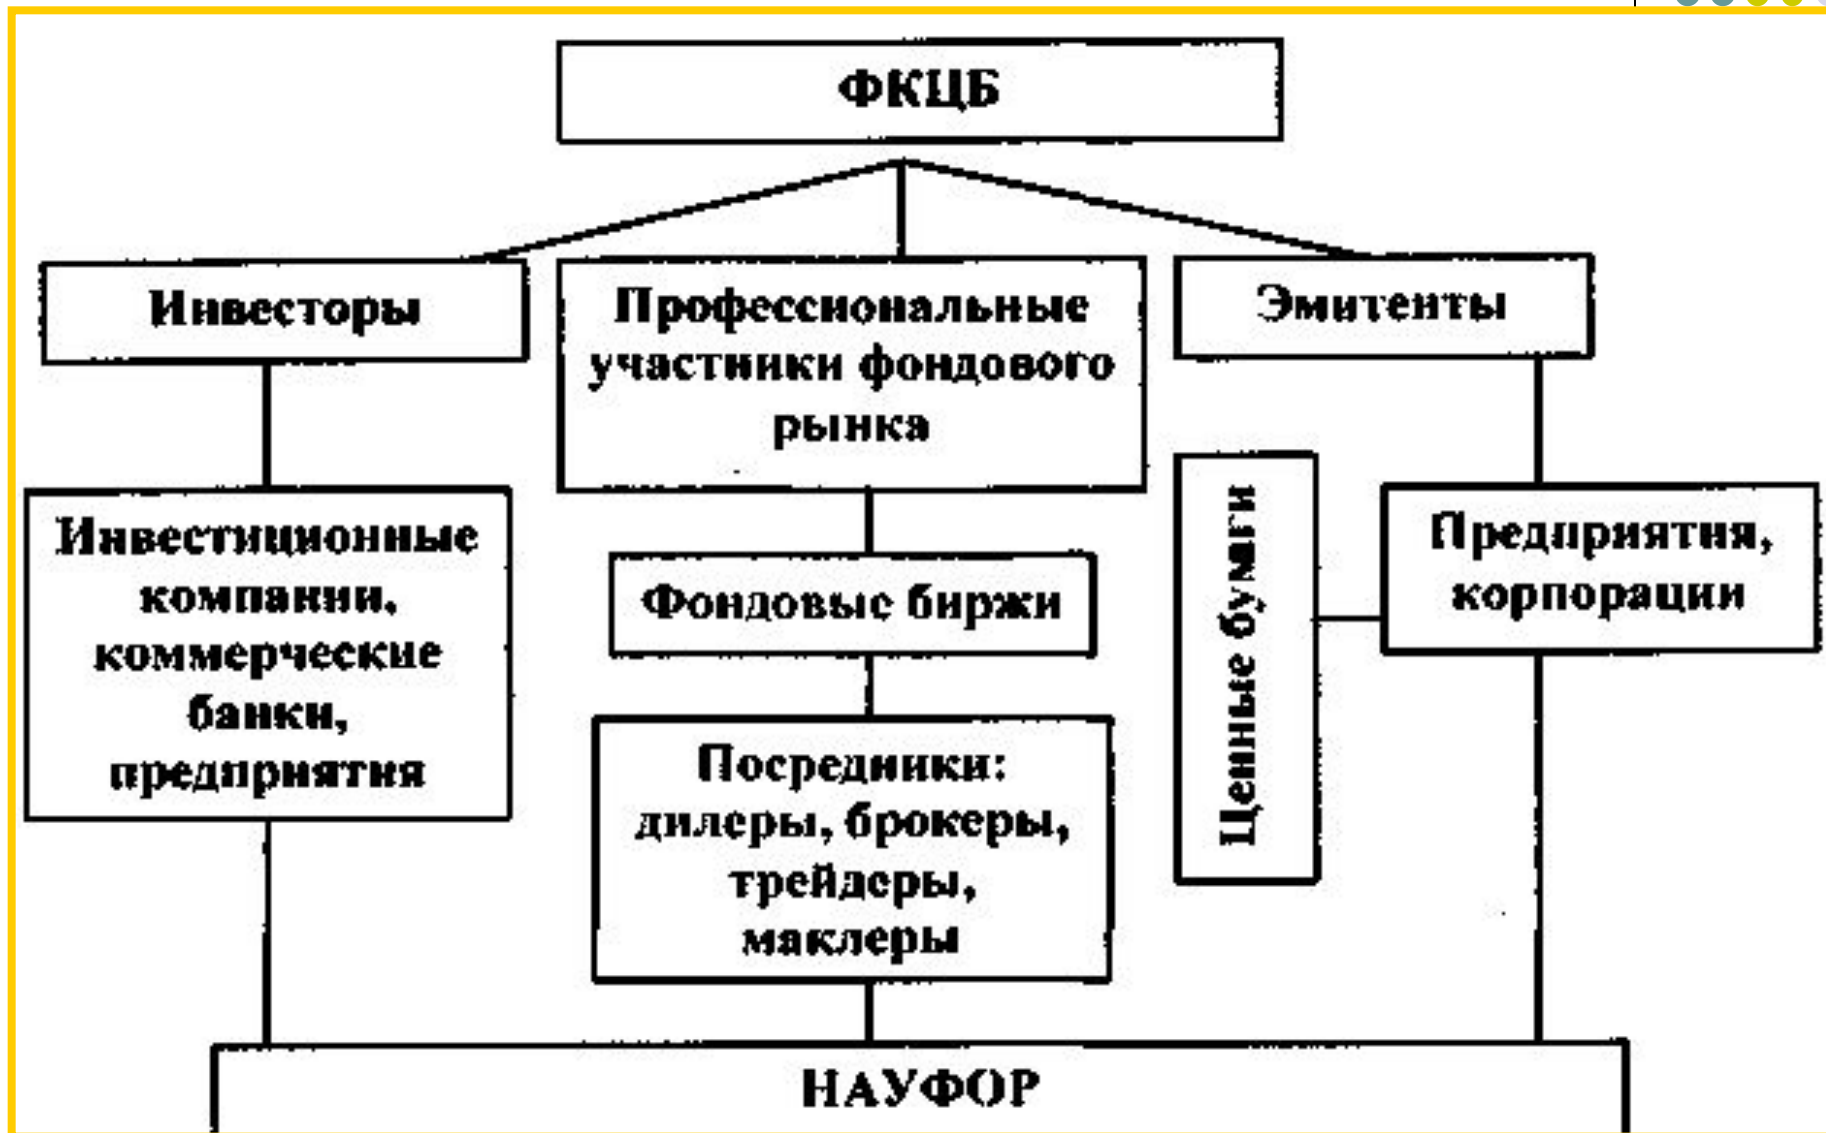 ФКЦБ
Инвесторы
Профессиональные
участники фондового
рынка
Эмитенты
Инвестиционные
компании,
коммерческие
банки,
предприятия
Фондовые биржи
Посредники:
дилеры, брокеры,
трейдеры,
маклеры
Ценные бумаги
Предприятия,
корпорации
НАУФОР